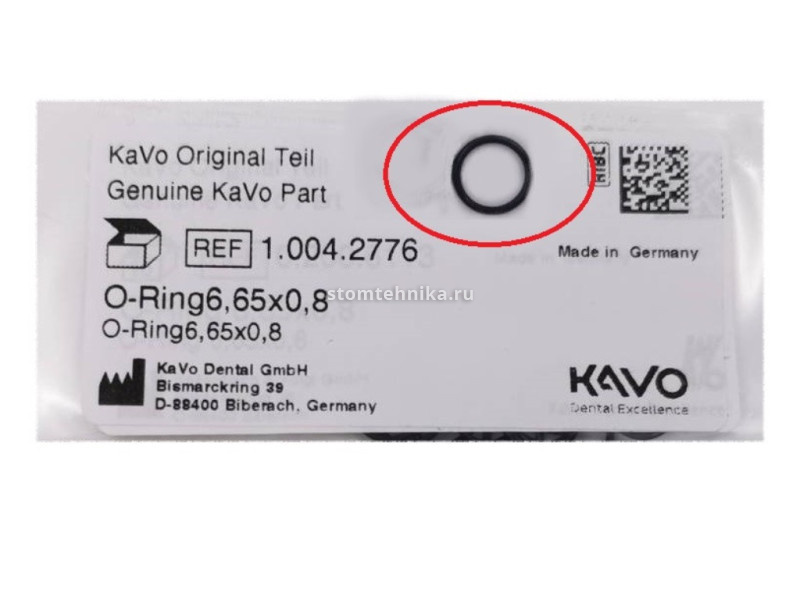 KaVo Original Teil
Genuine KaVo Part
HIBC
REF 1.004.2776
Made in Germany
O-Ring6,65x0,8
stomtehnika.ru
O-Ring6,65x0,8
KaVo Dental GmbH
Bismarckring 39
D-88400 Biberach, Germany
KAVO
Dental Excellence